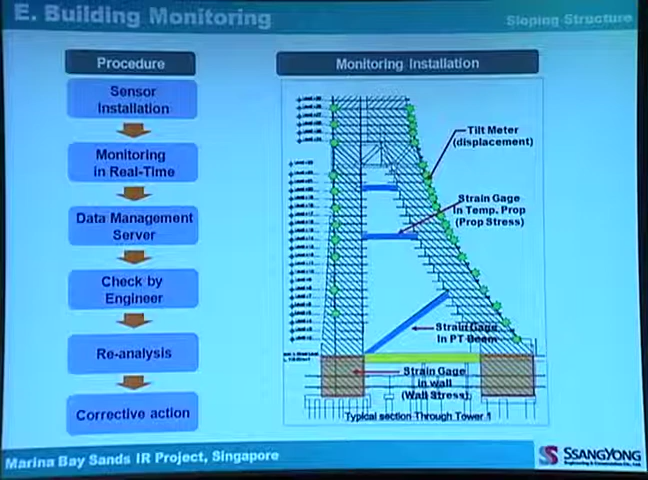 E. Building Monitoring
Sloping Structure
Procedure
Sensor
Installation
Monitoring
in Real-Time
Data Management
Server
Check by
Engineer
Re-analysis
Corrective action
Monitoring Installation
Tilt Meter
(displacement)
Strain Gage
In Temp. Prop
(Prop Stress)
Strain Gage
In PT Beam
Strain Gage
in wall
(Wall Stress)
Typical section Through Tower 1
Marina Bay Sands IR Project, Singapore
SSANGYONG